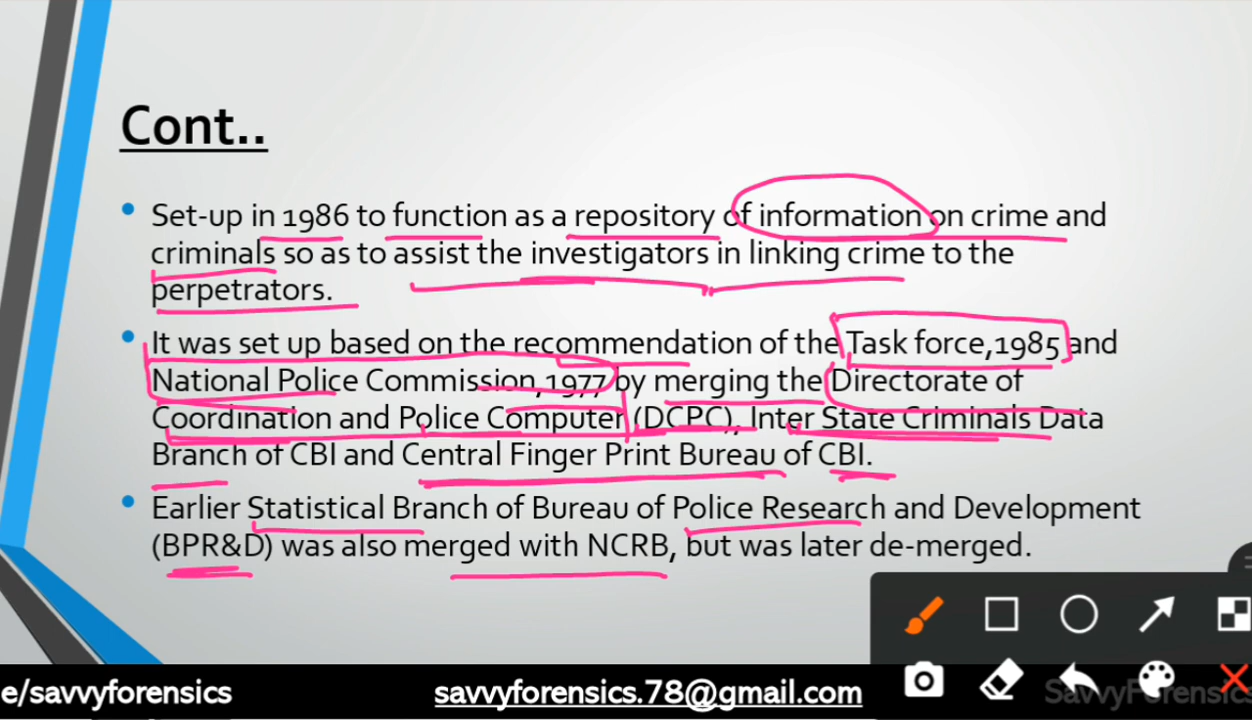 Cont..
Set-up in 1986 to function as a repository of information on crime and
criminals so as to assist the investigators in linking crime to the
perpetrators.
It was set up based on the recommendation of the Task force,1985 and
National Police Commission, 1977 by merging the Directorate of
Coordination and Police Computer (DCPC), Inter State Criminals Data
Branch of CBI and Central Finger Print Bureau of CBI.
Earlier Statistical Branch of Bureau of Police Research and Development
(BPR&D) was also merged with NCRB, but was later de-merged.
e/savvyforensics
savvyforensics.78@gmail.com
SavvyForensics